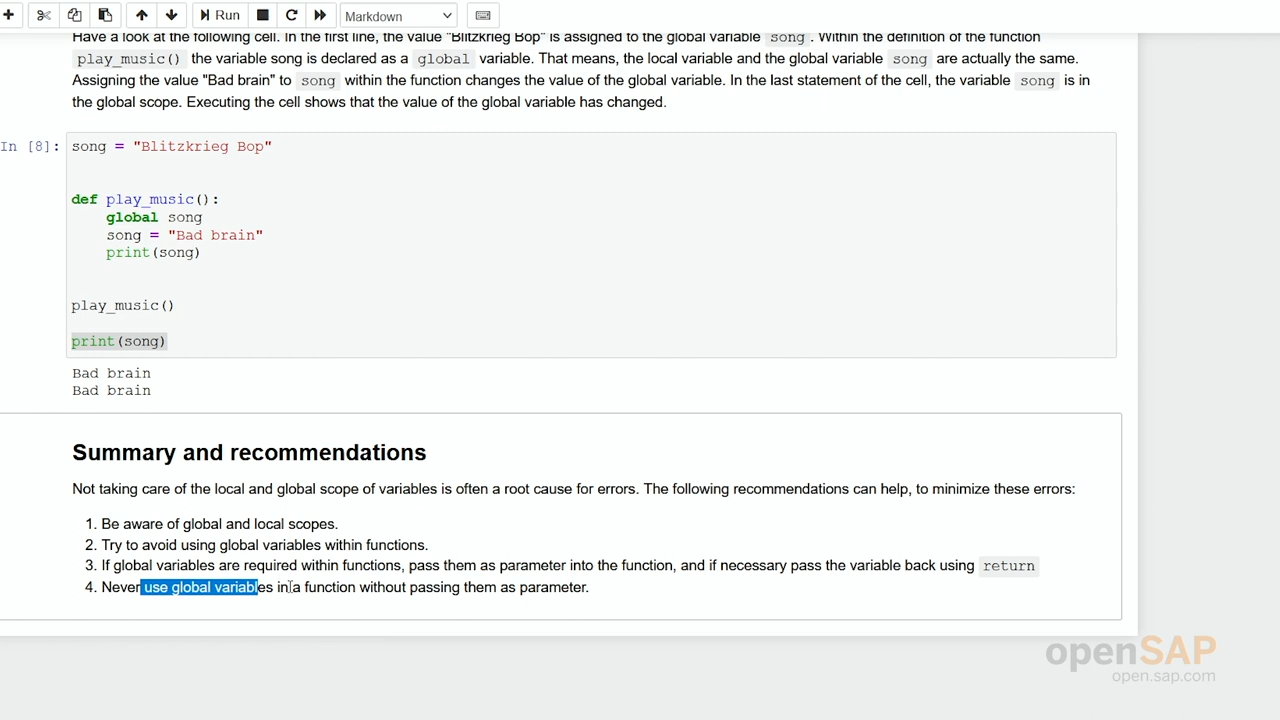 Run
Markdown
Have a look at the following cell. In the first line, the value "Blitzkrieg Bop" is assigned to the global variable song. Within the definition of the function
play_music() the variable song is declared as a global variable. That means, the local variable and the global variable song are actually the same.
Assigning the value "Bad brain" to song within the function changes the value of the global variable. In the last statement of the cell, the variable song is in
the global scope. Executing the cell shows that the value of the global variable has changed.
In [8]: song = "Blitzkrieg Bop"
def play_music():
global song
song = "Bad brain"
print(song)
play_music()
print(song)
Bad brain
Bad brain
Summary and recommendations
Not taking care of the local and global scope of variables is often a root cause for errors. The following recommendations can help, to minimize these errors:
1. Be aware of global and local scopes.
2. Try to avoid using global variables within functions.
3. If global variables are required within functions, pass them as parameter into the function, and if necessary pass the variable back using return
4. Never use global variables in a function without passing them as parameter.
openSAP
open.sap.com